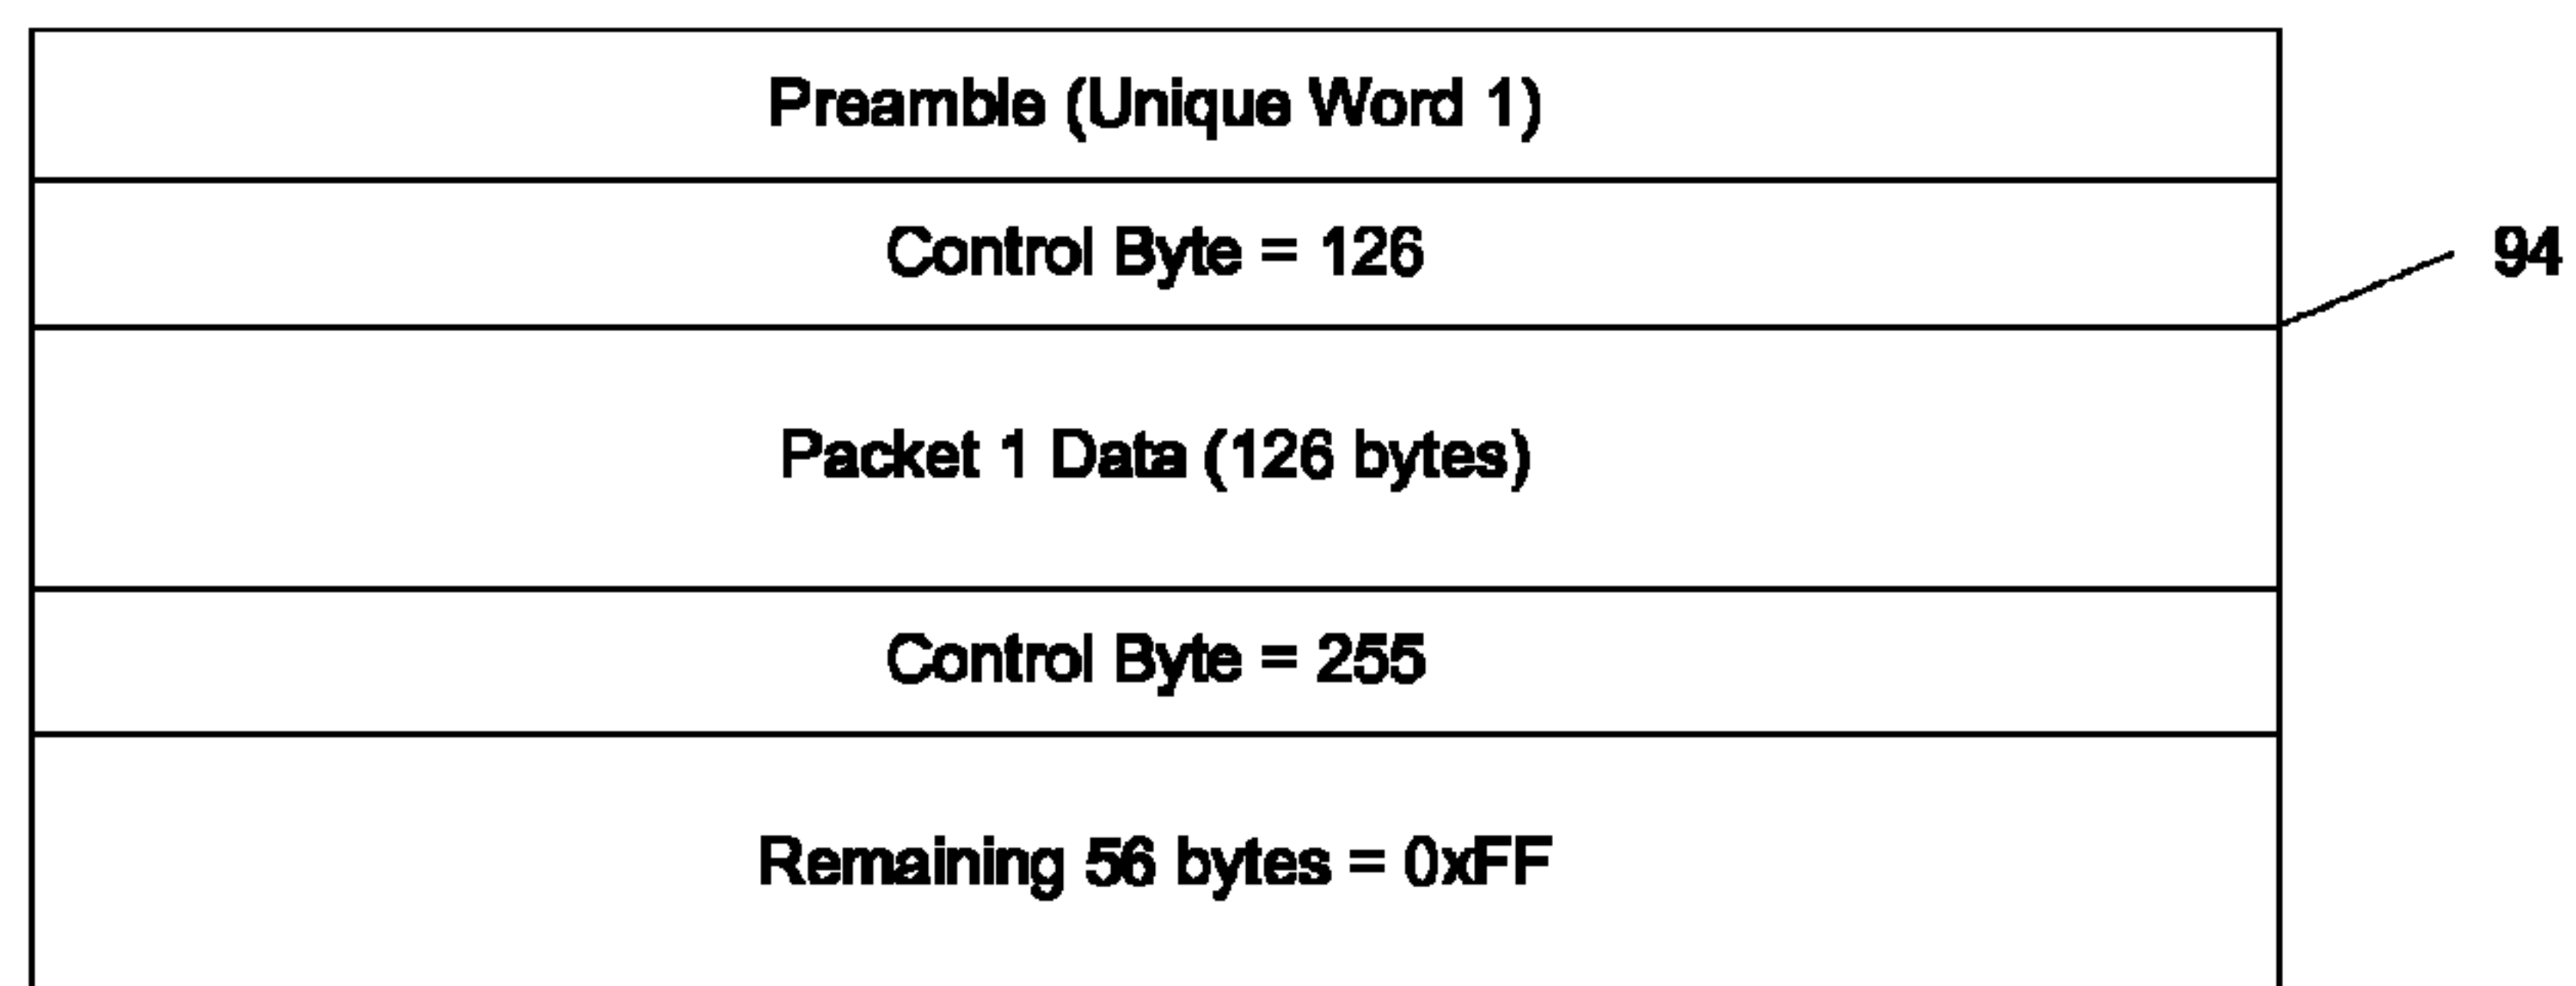 Preamble (Unique Word 1)
Control Byte = 126
94
Packet 1 Data (126 bytes)
Control Byte = 255
Remaining 56 bytes = 0xFF